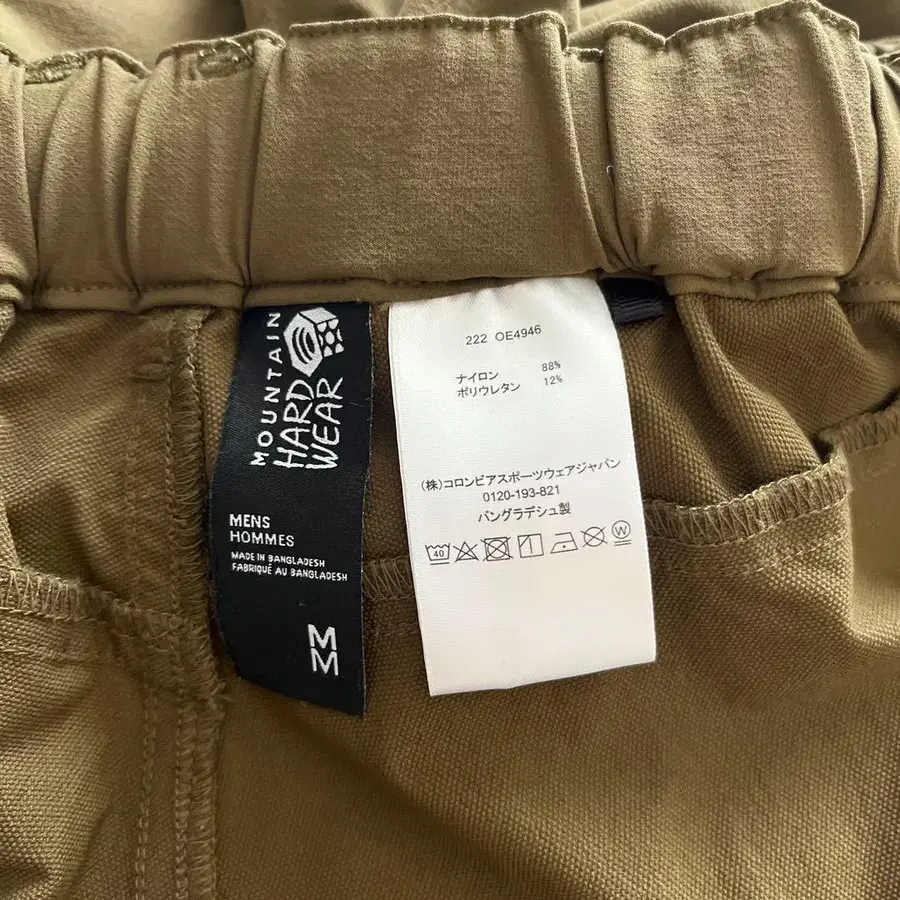 MOUNTAIN
HARD
WEAR
MENS
HOMMES
MADE IN BANGLADESH
FABRIQUÉ AU BANGLADESH
M
M
222 OE4946
ナイロン 88%
ポリウレタン 12%
(株)コロンビアスポーツウェアジャパン
0120-193-821
バングラデシュ製
40
W